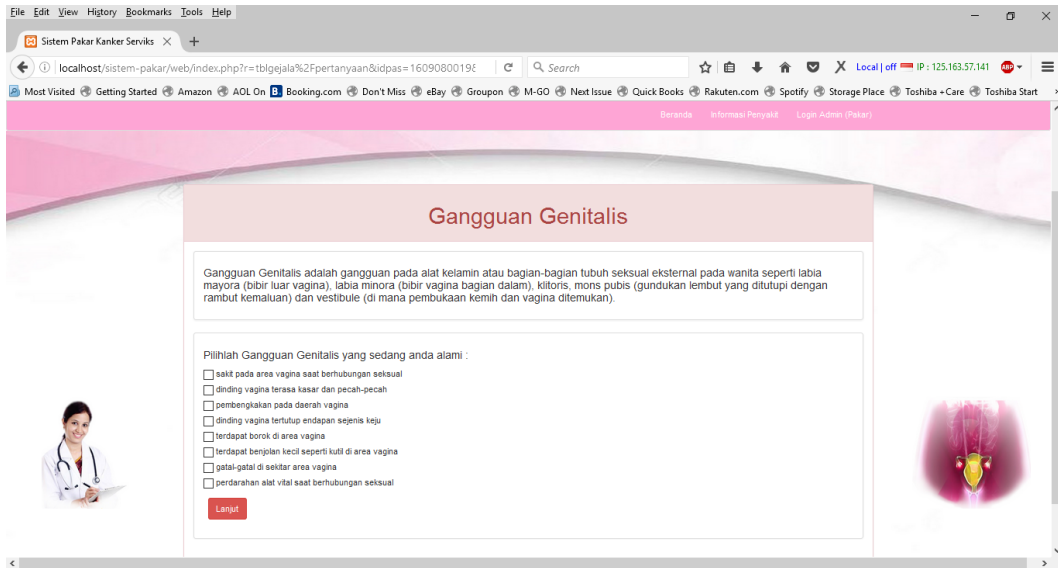 File Edit View History Bookmarks Tools Help
Sistem Pakar Kanker Serviks
localhost/sistem-pakar/web/index.php?r=tblgejala%2Fpertanyaan&idpas=1609080019
Search
Local | off IP : 125.163.57.141 ABP
Most Visited Getting Started Amazon AOL On B. Booking.com Don't Miss eBay Groupon M-GO Next Issue Quick Books Rakuten.com Spotify Storage Place Toshiba +Care Toshiba Start
Beranda Informasi Penyakit Login Admin (Pakar)
Gangguan Genitalis
Gangguan Genitalis adalah gangguan pada alat kelamin atau bagian-bagian tubuh seksual eksternal pada wanita seperti labia
mayora (bibir luar vagina), labia minora (bibir vagina bagian dalam), klitoris, mons pubis (gundukan lembut yang ditutupi dengan
rambut kemaluan) dan vestibule (di mana pembukaan kemih dan vagina ditemukan).
Pilihlah Gangguan Genitalis yang sedang anda alami :
sakit pada area vagina saat berhubungan seksual
dinding vagina terasa kasar dan pecah-pecah
pembengkakan pada daerah vagina
dinding vagina tertutup endapan sejenis keju
terdapat borok di area vagina
terdapat benjolan kecil seperti kutil di area vagina
gatal-gatal di sekitar area vagina
perdarahan alat vital saat berhubungan seksual
Lanjut